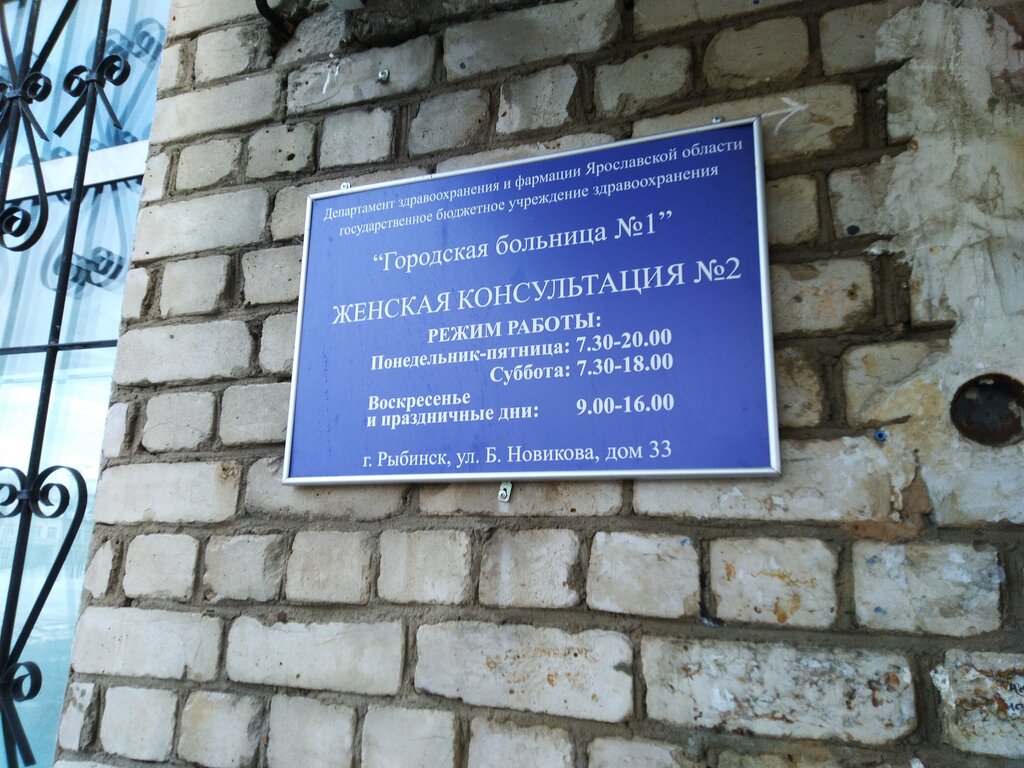 Департамент здравоохранения и фармации Ярославской области
государственное бюджетное учреждение здравоохранения
“Городская больница №1”
ЖЕНСКАЯ КОНСУЛЬТАЦИЯ №2
РЕЖИМ РАБОТЫ:
Понедельник-пятница: 7.30-20.00
Суббота: 7.30-18.00
Воскресенье
и праздничные дни: 9.00-16.00
г. Рыбинск, ул. Б. Новикова, дом 33